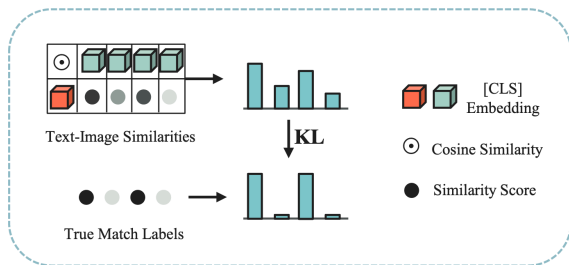 Text-Image Similarities
KL
True Match Labels
[CLS]
Embedding
Cosine Similarity
Similarity Score